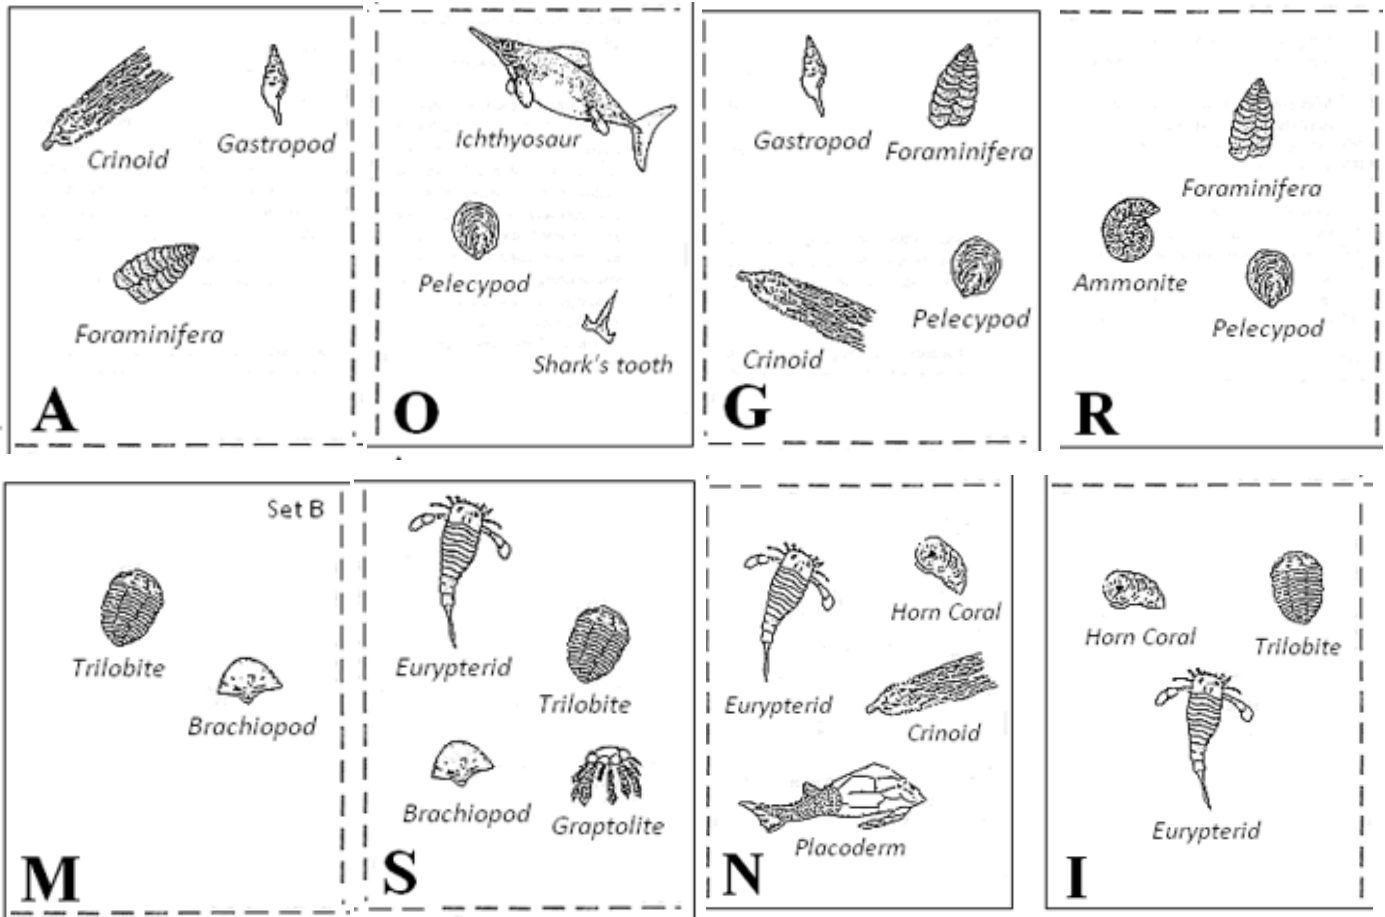 Crinoid
Gastropod
Foraminifera
A
Ichthyosaur
Pelecypod
Shark's tooth
O
Gastropod
Foraminifera
Pelecypod
Crinoid
G
Foraminifera
Ammonite
Pelecypod
R
Set B
Trilobite
Brachiopod
M
Eurypterid
Trilobite
Brachiopod
Graptolite
S
Horn Coral
Eurypterid
Crinoid
Placoderm
N
Horn Coral
Trilobite
Eurypterid
I